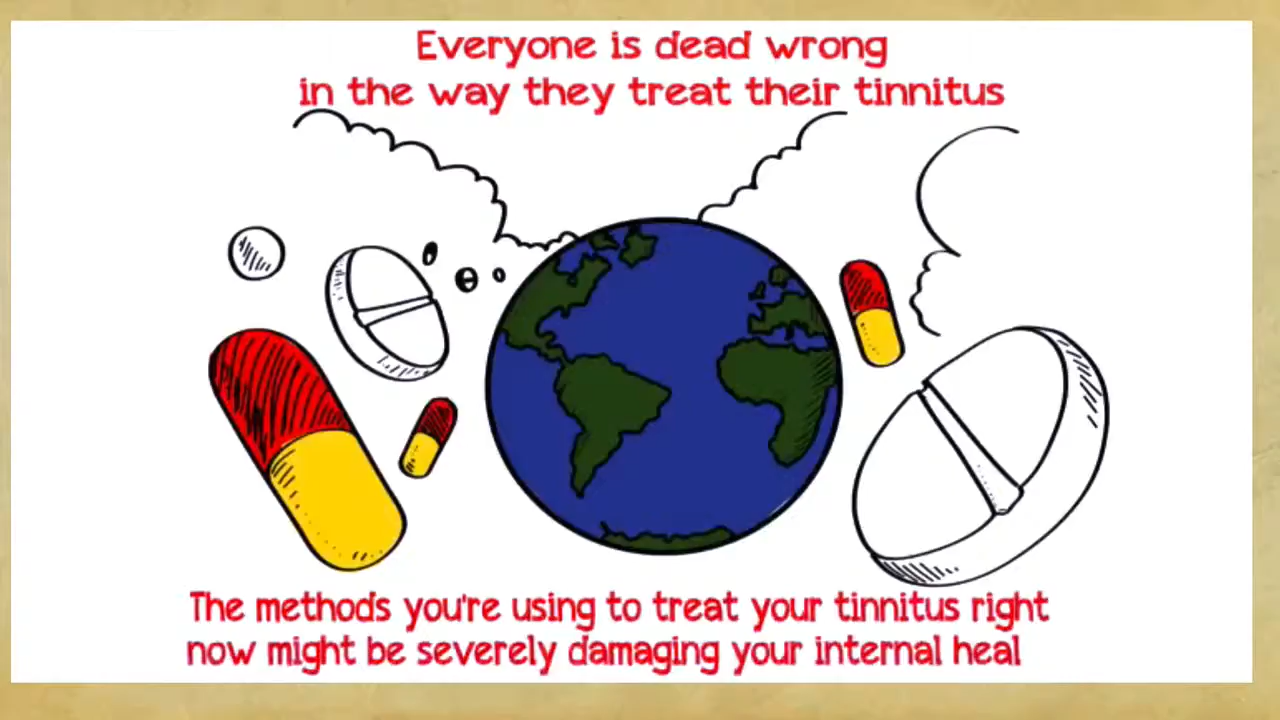 Everyone is dead wrong
in the way they treat their tinnitus
The methods you're using to treat your tinnitus right
now might be severely damaging your internal heal